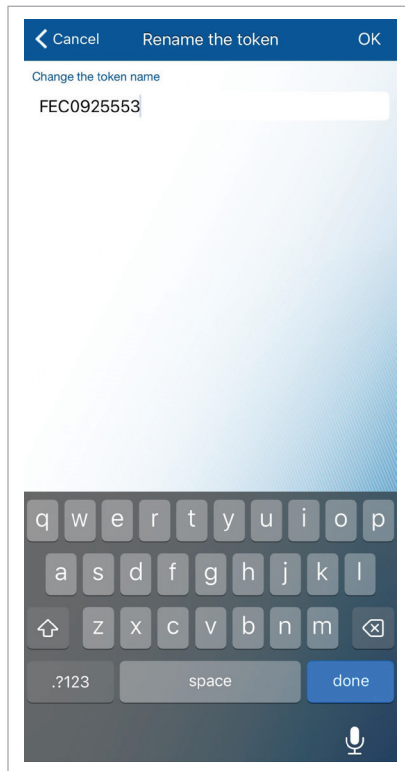 Cancel Rename the token OK
Change the token name
FEC0925553
q w e r t y u i o p
a s d f g h j k l
z x c v b n m
.?123 space done